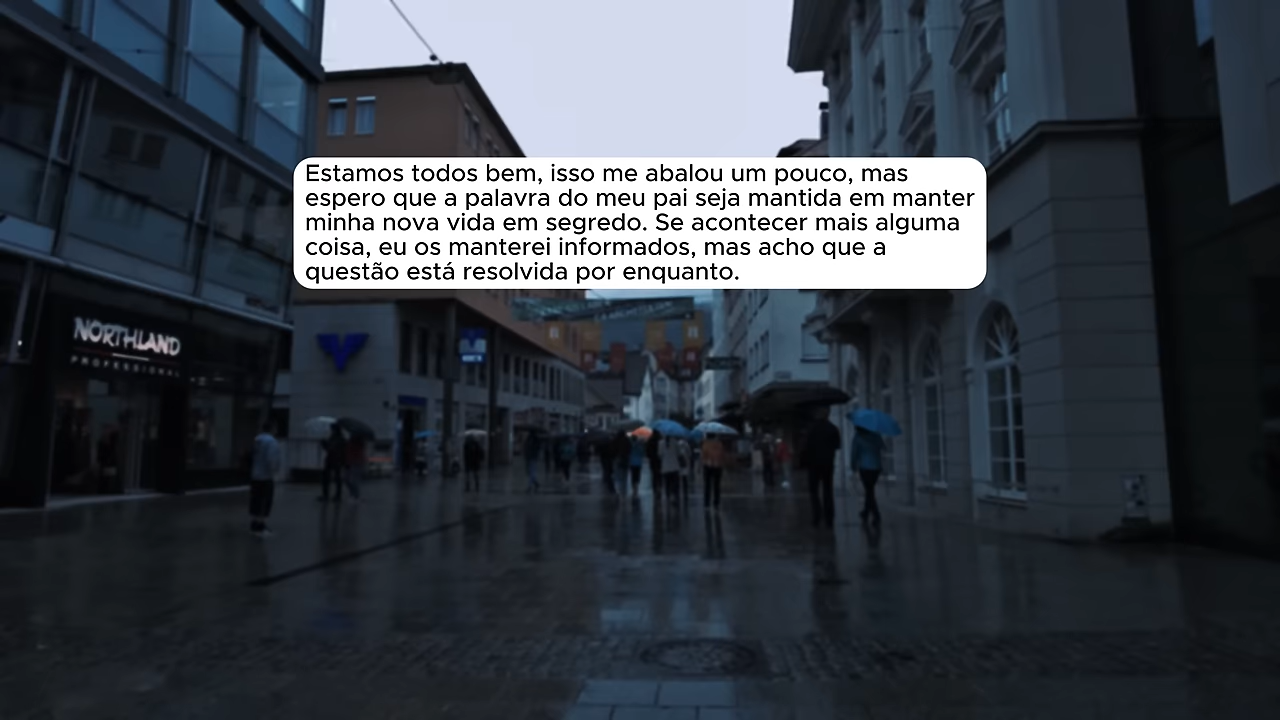 Estamos todos bem, isso me abalou um pouco, mas
espero que a palavra do meu pai seja mantida em manter
minha nova vida em segredo. Se acontecer mais alguma
coisa, eu os manterei informados, mas acho que a
questão está resolvida por enquanto.
NORTHLAND
PROFESSIONAL